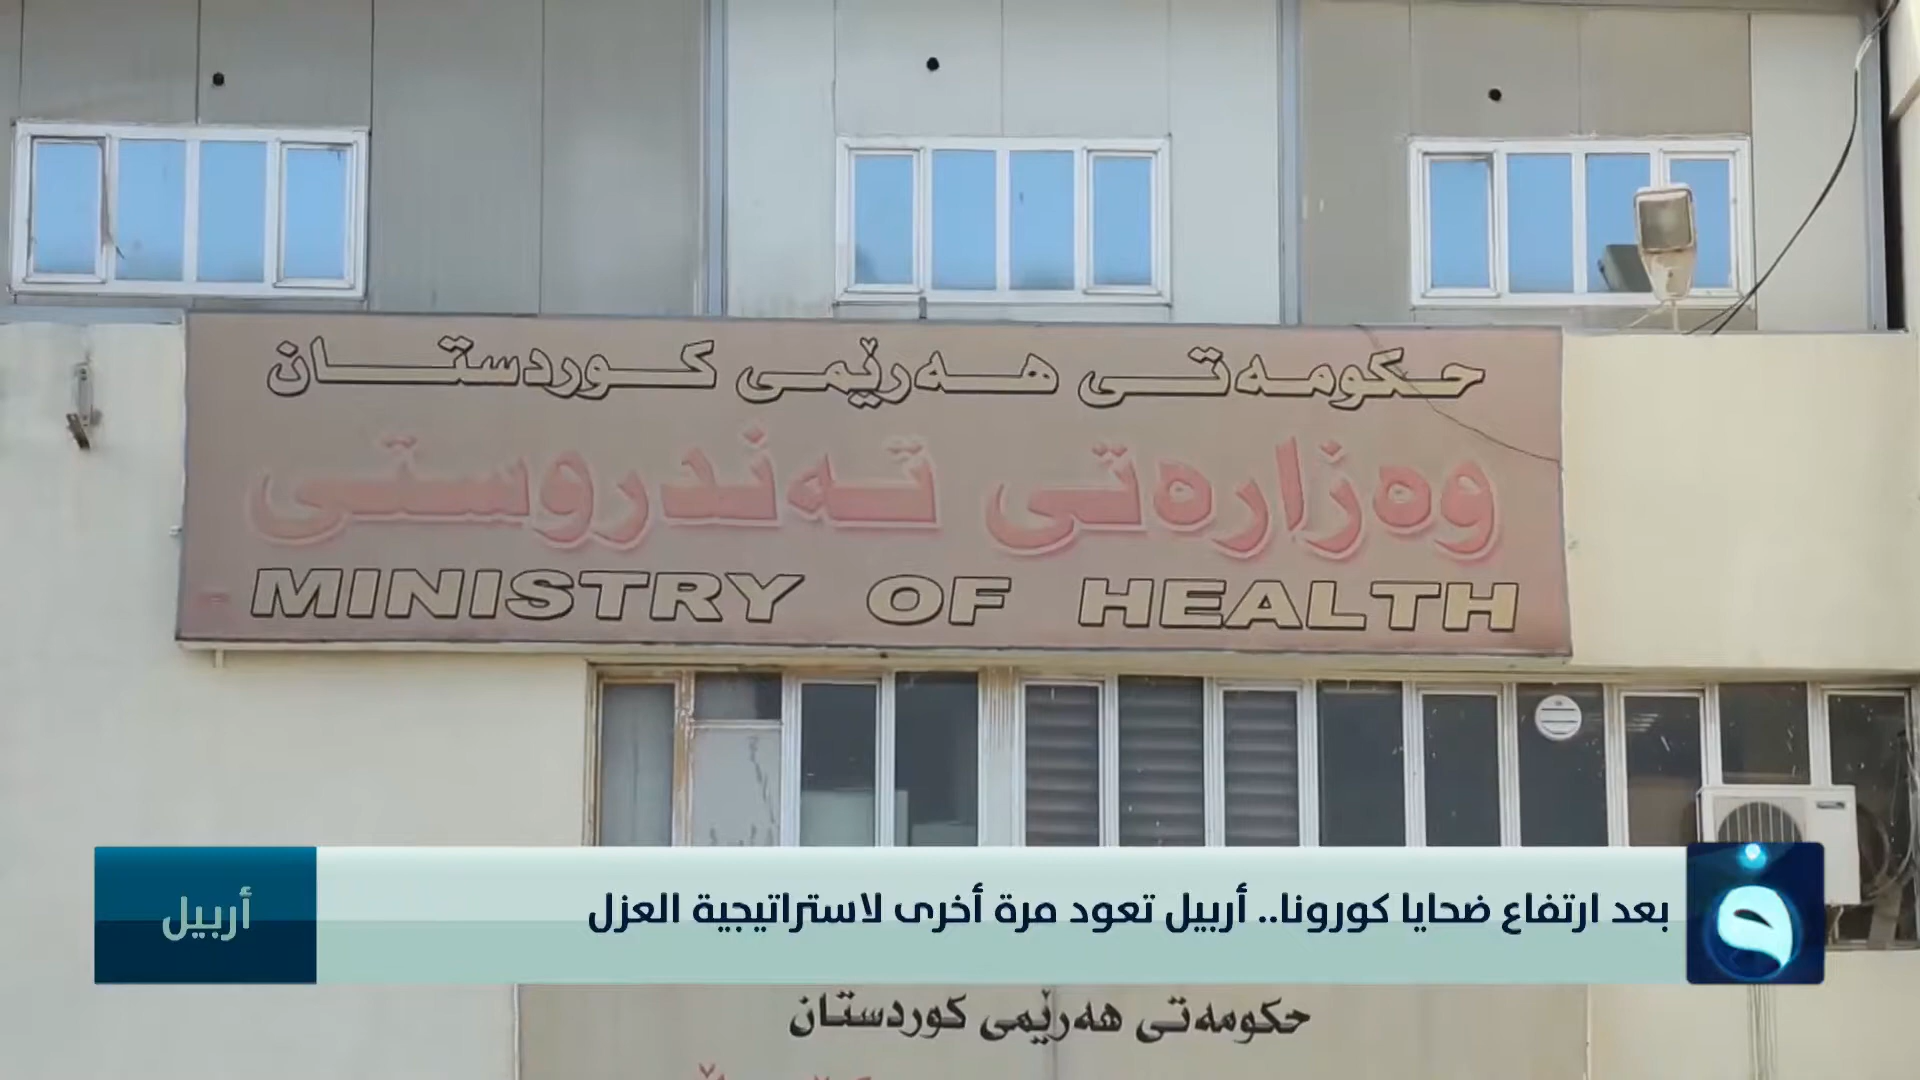 حکومەتی هەرێمی کوردستان
وەزارەتی تەندروستی
MINISTRY OF HEALTH
بعد ارتفاع ضحايا كورونا.. أربيل تعود مرة أخرى لاستراتيجية العزل
أربيل
حکومەتی هەرێمی کوردستان